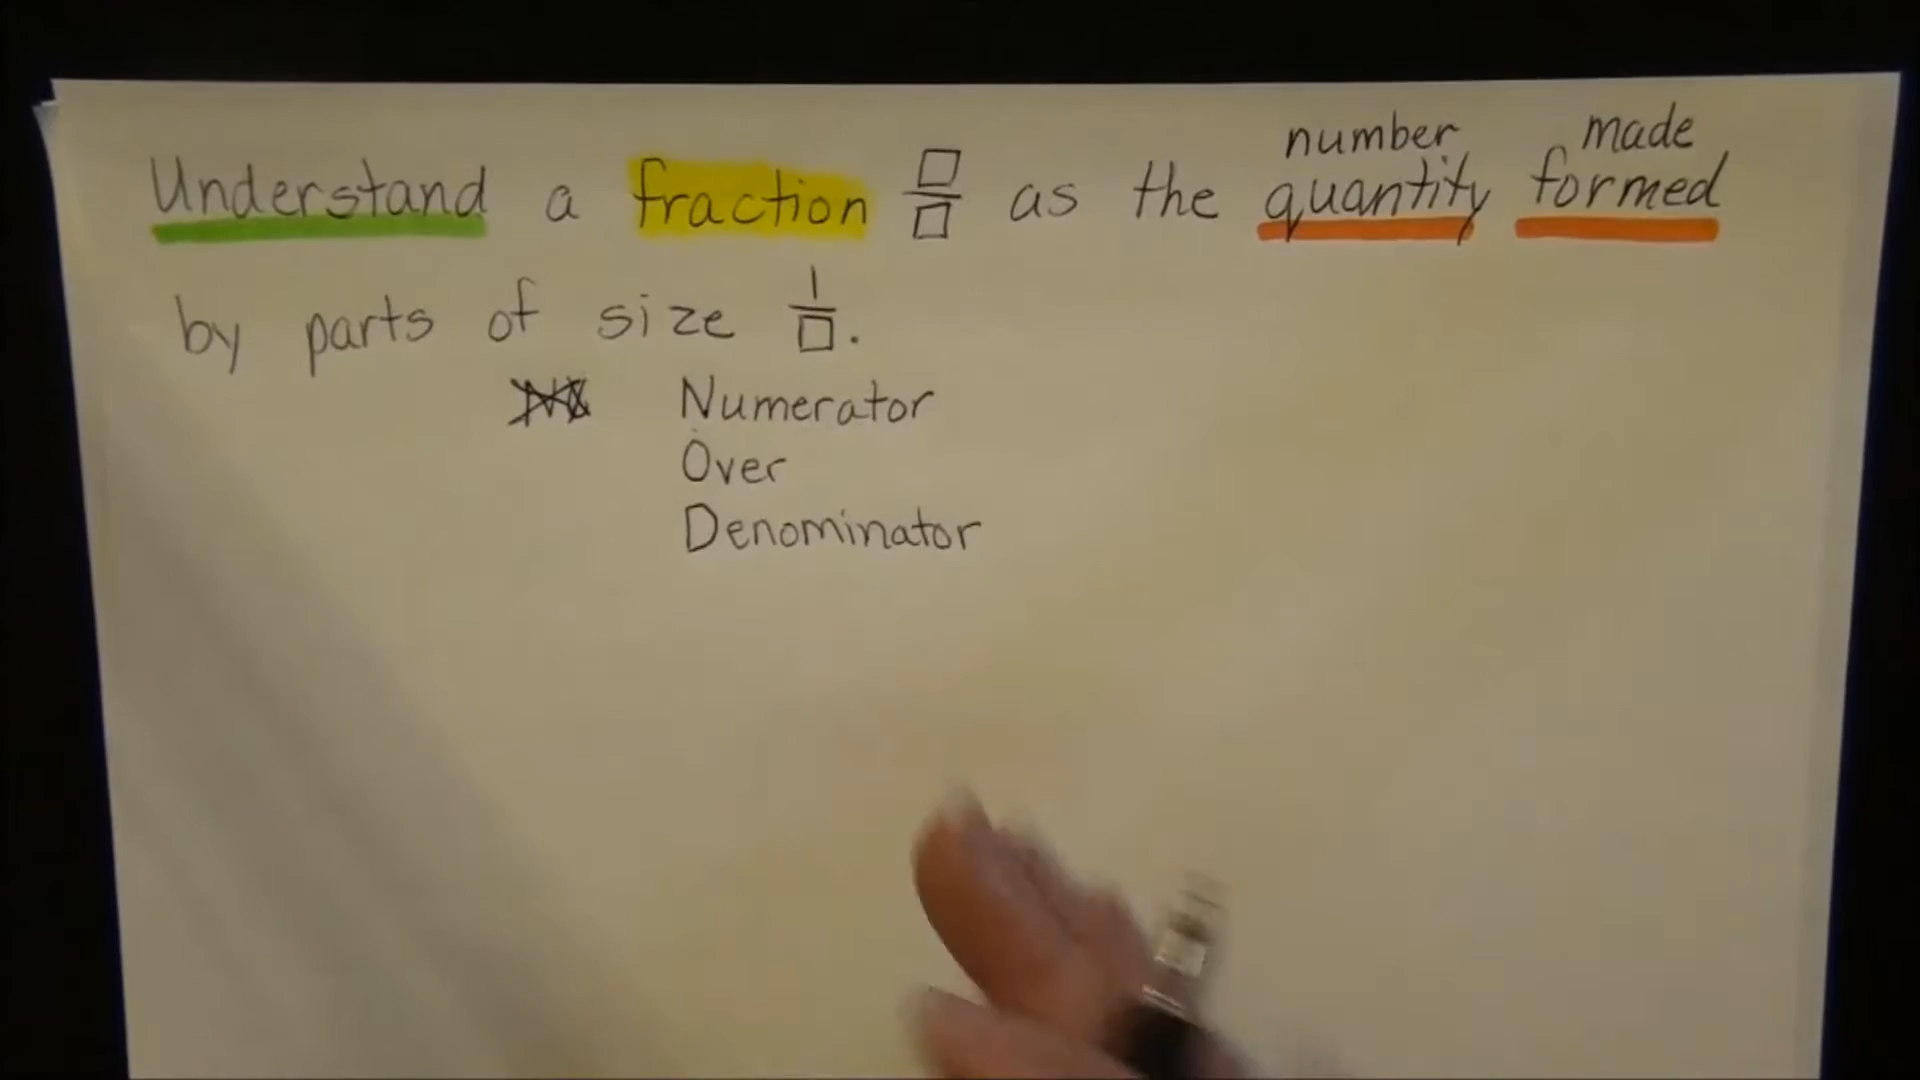 number made
Understand a fraction □/□ as the quantity formed
by parts of size 1/□.
Numerator
Over
Denominator